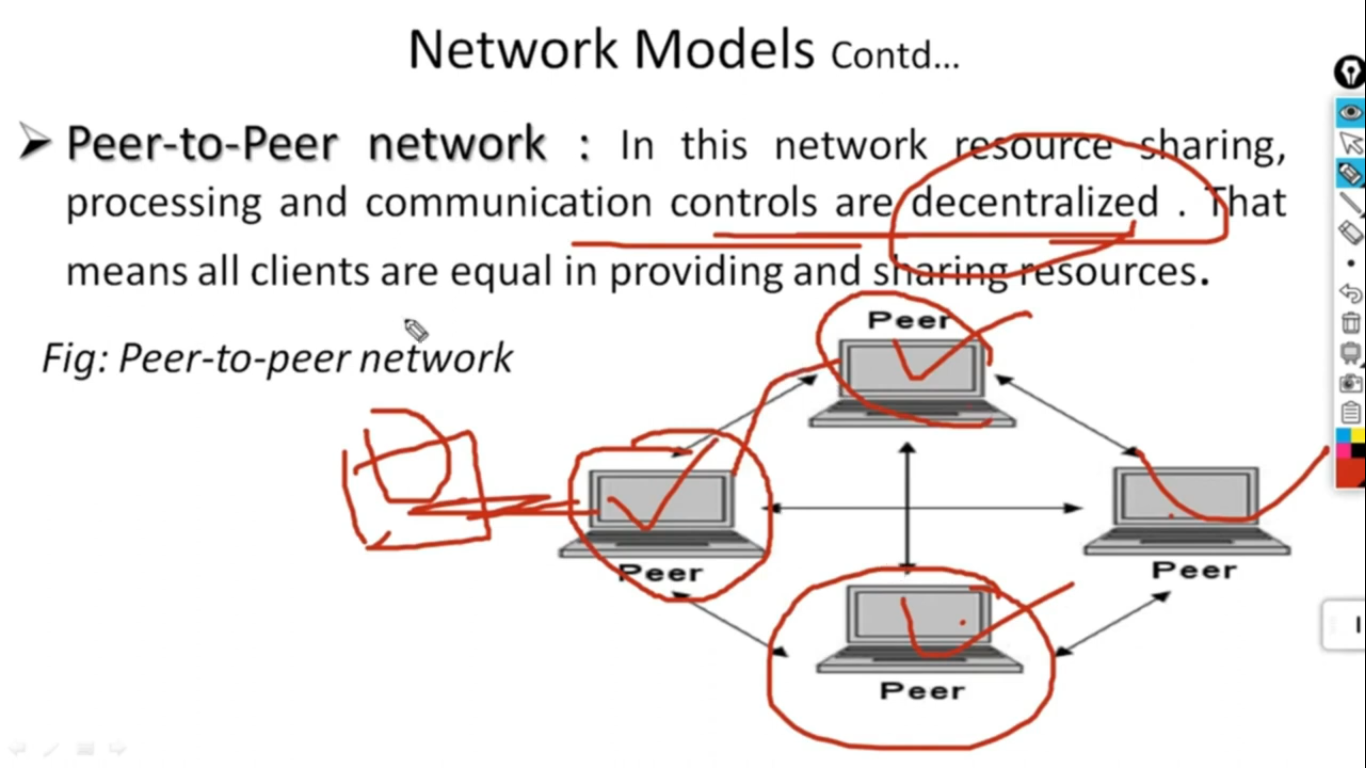 Network Models Contd...
➢ Peer-to-Peer network : In this network resource sharing,
processing and communication controls are decentralized . That
means all clients are equal in providing and sharing resources.
Fig: Peer-to-peer network
Peer
Peer
Peer
Peer